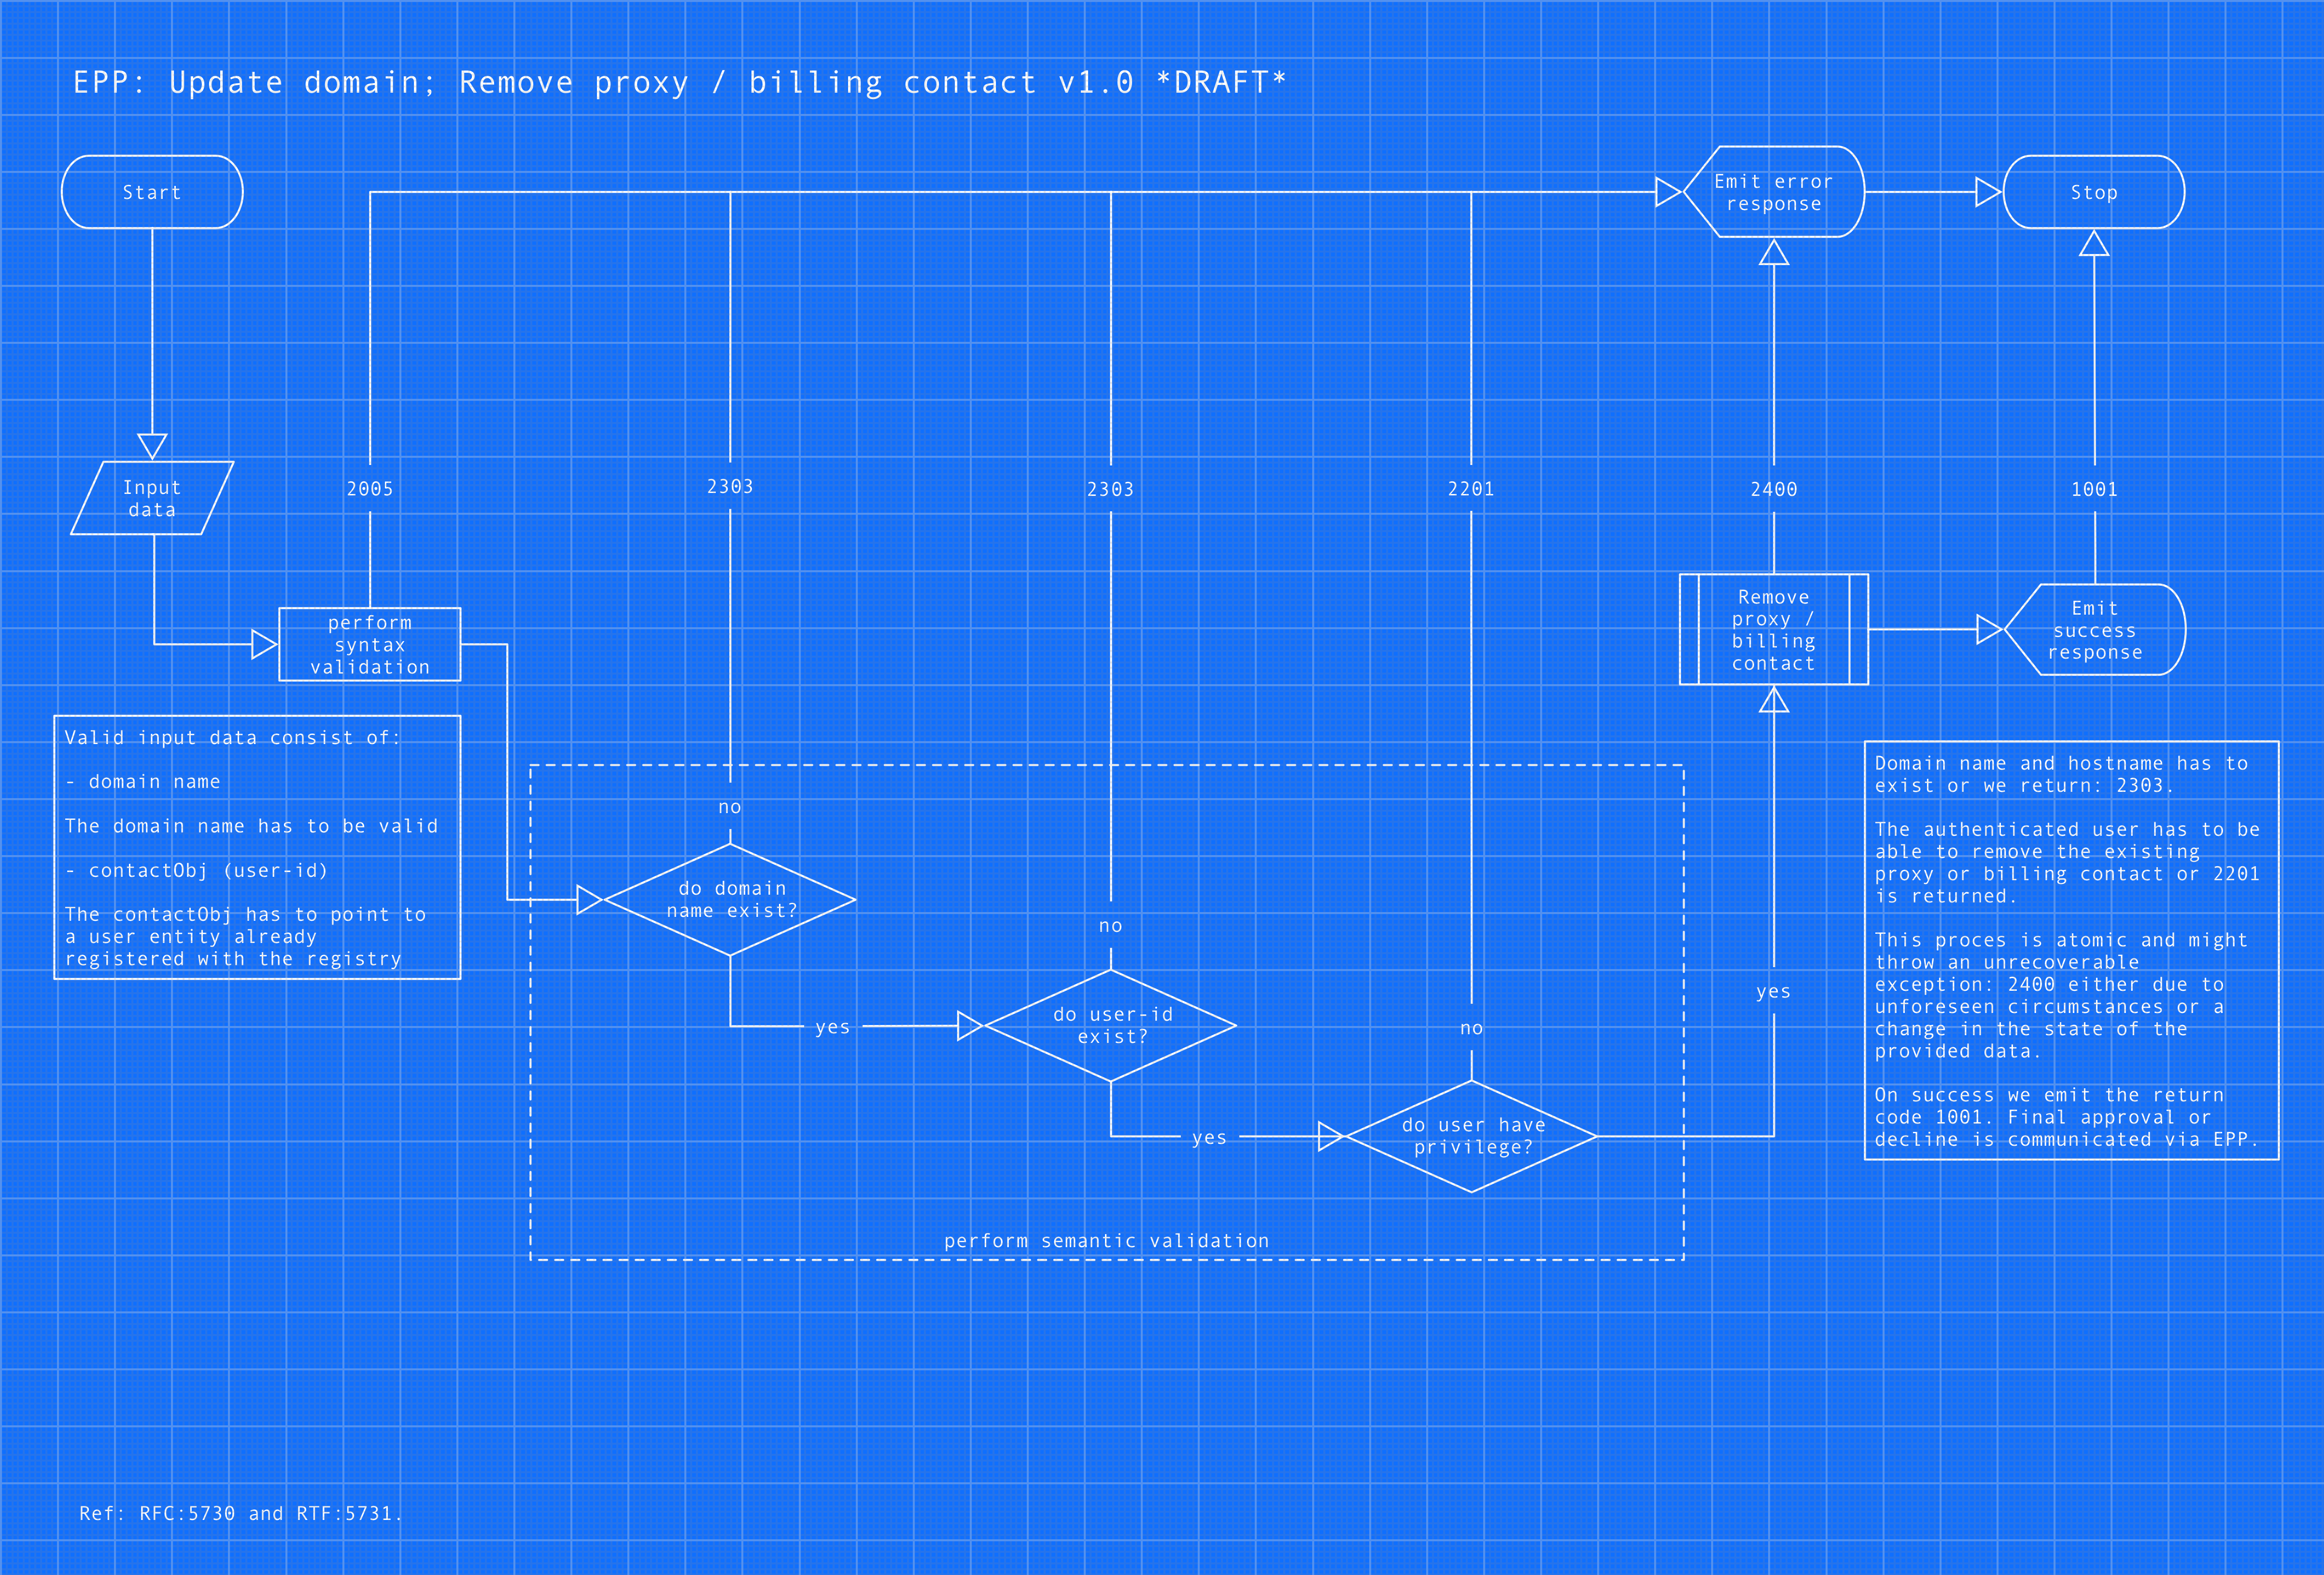 EPP: Update domain; Remove proxy / billing contact v1.0 *DRAFT*
Start
Emit error
response
Stop
Input
data
2005
2303
2303
2201
2400
1001
perform
syntax
validation
Remove
proxy /
billing
contact
Emit
success
response
Valid input data consist of:
- domain name
The domain name has to be valid
- contactObj (user-id)
The contactObj has to point to
a user entity already
registered with the registry
no
do domain
name exist?
yes
no
do user-id
exist?
yes
no
do user have
privilege?
yes
perform semantic validation
Domain name and hostname has to
exist or we return: 2303.
The authenticated user has to be
able to remove the existing
proxy or billing contact or 2201
is returned.
This proces is atomic and might
throw an unrecoverable
exception: 2400 either due to
unforeseen circumstances or a
change in the state of the
provided data.
On success we emit the return
code 1001. Final approval or
decline is communicated via EPP.
Ref: RFC:5730 and RTF:5731.